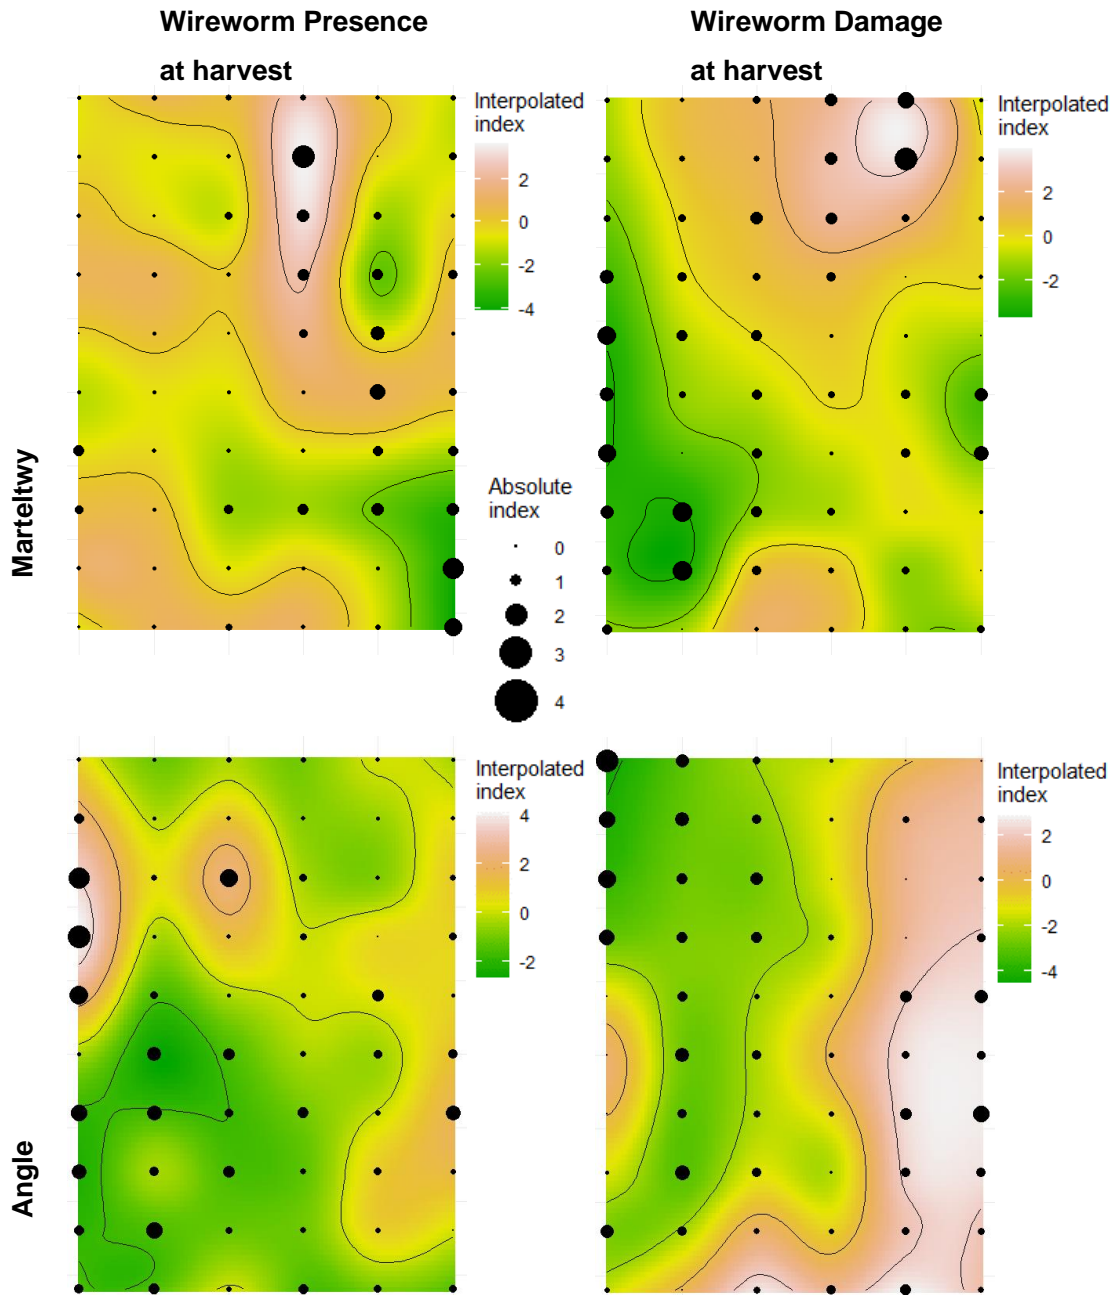 Wireworm Presence
at harvest
Wireworm Damage
at harvest
Interpolated
index
2
0
-2
-4
Interpolated
index
2
0
-2
Marteltwy
Absolute
index
0
1
2
3
4
Interpolated
index
4
2
0
-2
Interpolated
index
2
0
-2
-4
Angle